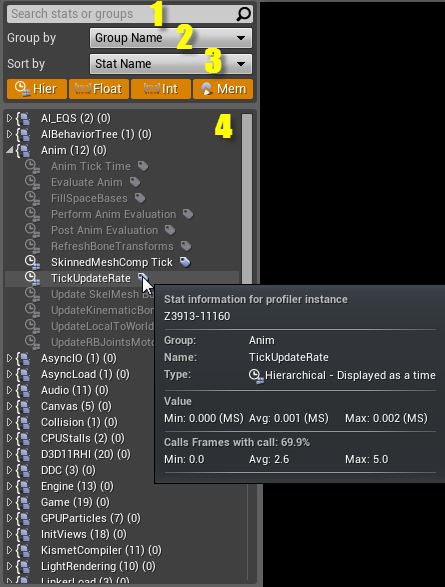 Search stats or groups
1
Group by
Group Name
2
Sort by
Stat Name
3
Hier
Float
Int
Mem
4
AI_EQS (2) (0)
AIBehaviorTree (1) (0)
Anim (12) (0)
Anim Tick Time
Evaluate Anim
FillSpaceBases
Perform Anim Evaluation
Post Anim Evaluation
RefreshBoneTransforms
SkinnedMeshComp Tick
TickUpdateRate
Update SkelMesh
UpdateKinematicBon
UpdateLocalToWorld
UpdateRBJointsMoto
AsyncIO (1) (0)
AsyncLoad (1) (0)
Audio (11) (0)
Canvas (5) (0)
Collision (1) (0)
CPUStalls (2) (0)
D3D11RHI (20) (0)
DDC (3) (0)
Engine (13) (0)
Game (19) (0)
GPUParticles (7) (0)
InitViews (18) (0)
KismetCompiler (11) (0)
LightRendering (10) (0)
LinkerLoad (3) (0)
Stat information for profiler instance
Z3913-11160
Group: Anim
Name: TickUpdateRate
Type: Hierarchical - Displayed as a time
Value
Min: 0.000 (MS) Avg: 0.001 (MS) Max: 0.002 (MS)
Calls Frames with call: 69.9%
Min: 0.0 Avg: 2.6 Max: 5.0